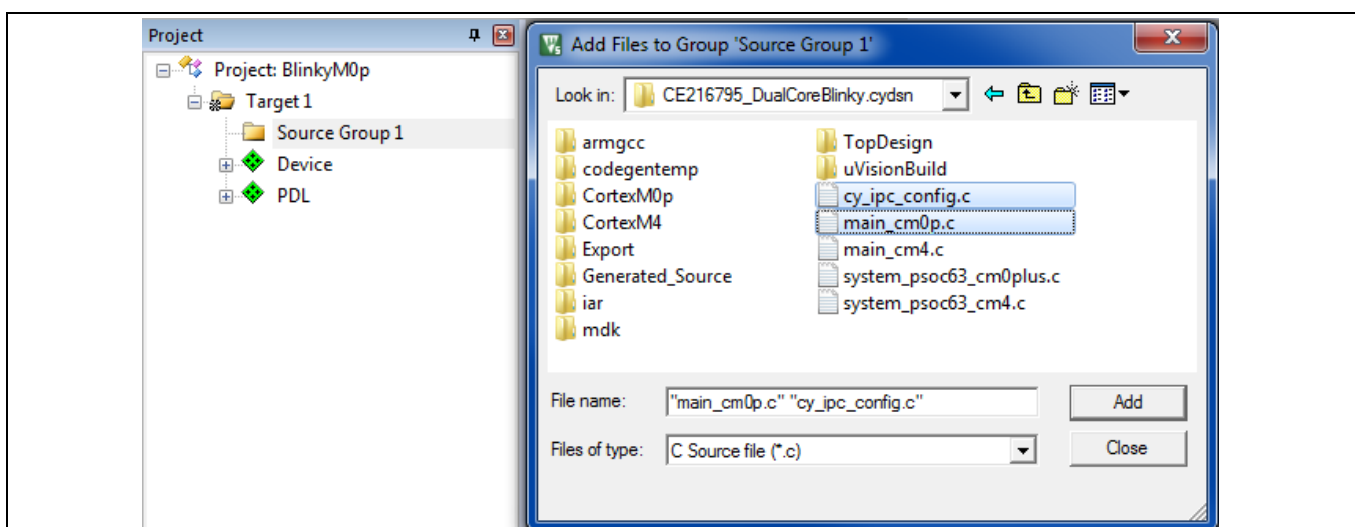 Project
Project: BlinkyM0p
Target 1
Source Group 1
Device
PDL
Add Files to Group 'Source Group 1'
Look in:
CE216795_DualCoreBlinky.cydsn
armgcc
codegentemp
CortexM0p
CortexM4
Export
Generated_Source
iar
mdk
TopDesign
uVisionBuild
cy_ipc_config.c
main_cm0p.c
main_cm4.c
system_psoc63_cm0plus.c
system_psoc63_cm4.c
File name:
"main_cm0p.c" "cy_ipc_config.c"
Add
Files of type:
C Source file (*.c)
Close